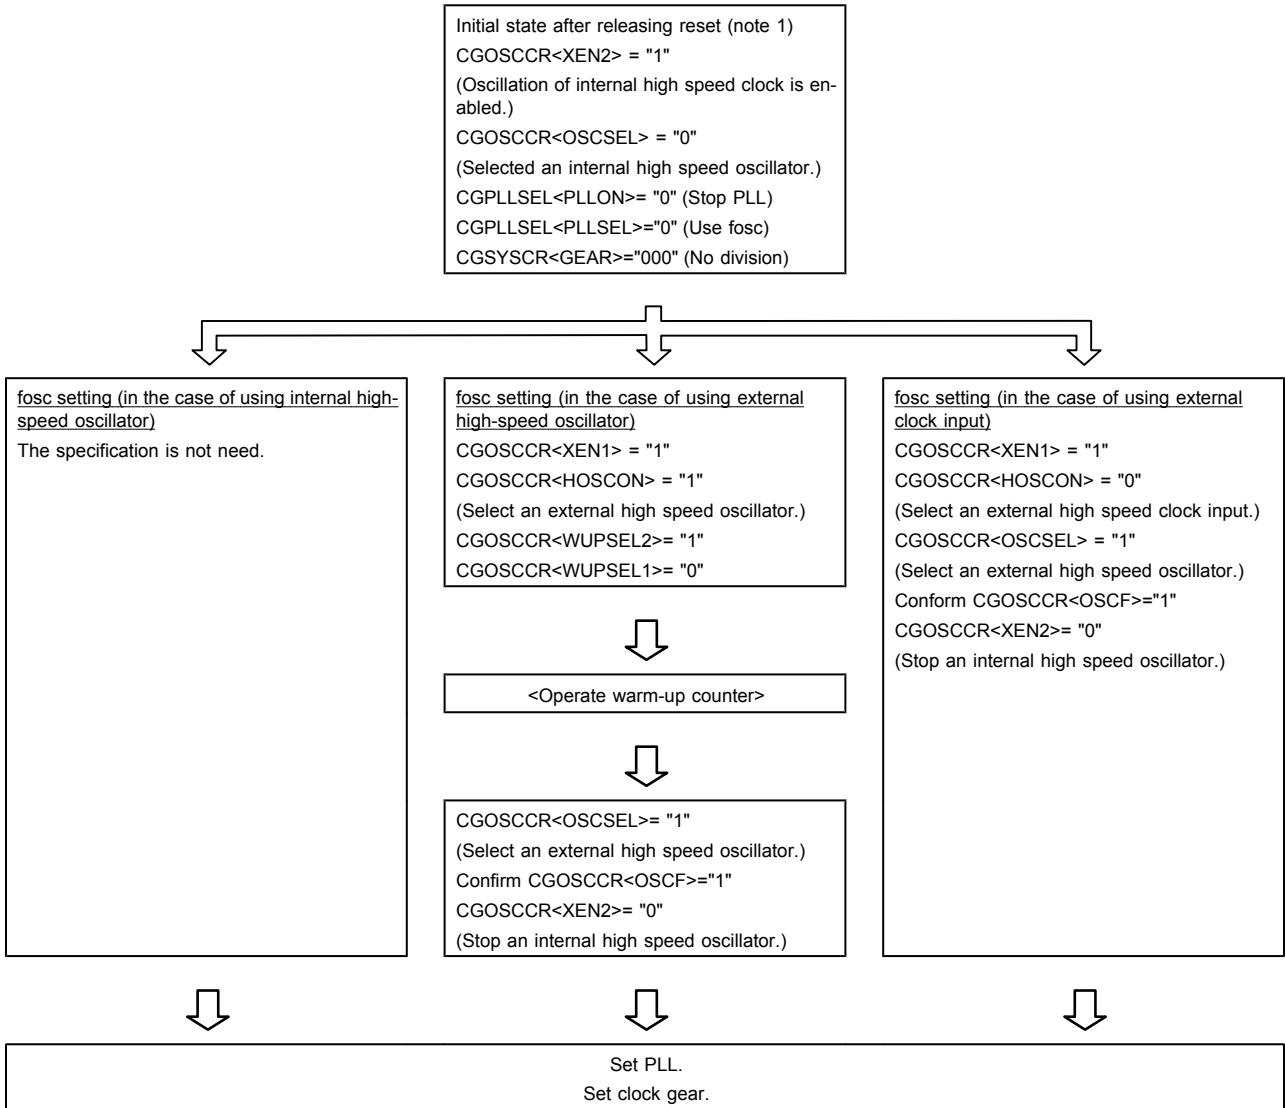 Initial state after releasing reset (note 1)
CGOSCCR<XEN2> = "1"
(Oscillation of internal high speed clock is en-
abled.)
CGOSCCR<OSCSEL> = "0"
(Selected an internal high speed oscillator.)
CGPLLSEL<PLLON>= "0" (Stop PLL)
CGPLLSEL<PLLSEL>="0" (Use fosc)
CGSYSCR<GEAR>="000" (No division)
fosc setting (in the case of using internal high-
speed oscillator)
The specification is not need.
fosc setting (in the case of using external
high-speed oscillator)
CGOSCCR<XEN1> = "1"
CGOSCCR<HOSCON> = "1"
(Select an external high speed oscillator.)
CGOSCCR<WUPSEL2>= "1"
CGOSCCR<WUPSEL1>= "0"
<Operate warm-up counter>
CGOSCCR<OSCSEL>= "1"
(Select an external high speed oscillator.)
Confirm CGOSCCR<OSCF>="1"
CGOSCCR<XEN2>= "0"
(Stop an internal high speed oscillator.)
fosc setting (in the case of using external
clock input)
CGOSCCR<XEN1> = "1"
CGOSCCR<HOSCON> = "0"
(Select an external high speed clock input.)
CGOSCCR<OSCSEL> = "1"
(Select an external high speed oscillator.)
Conform CGOSCCR<OSCF>="1"
CGOSCCR<XEN2>= "0"
(Stop an internal high speed oscillator.)
Set PLL.
Set clock gear.